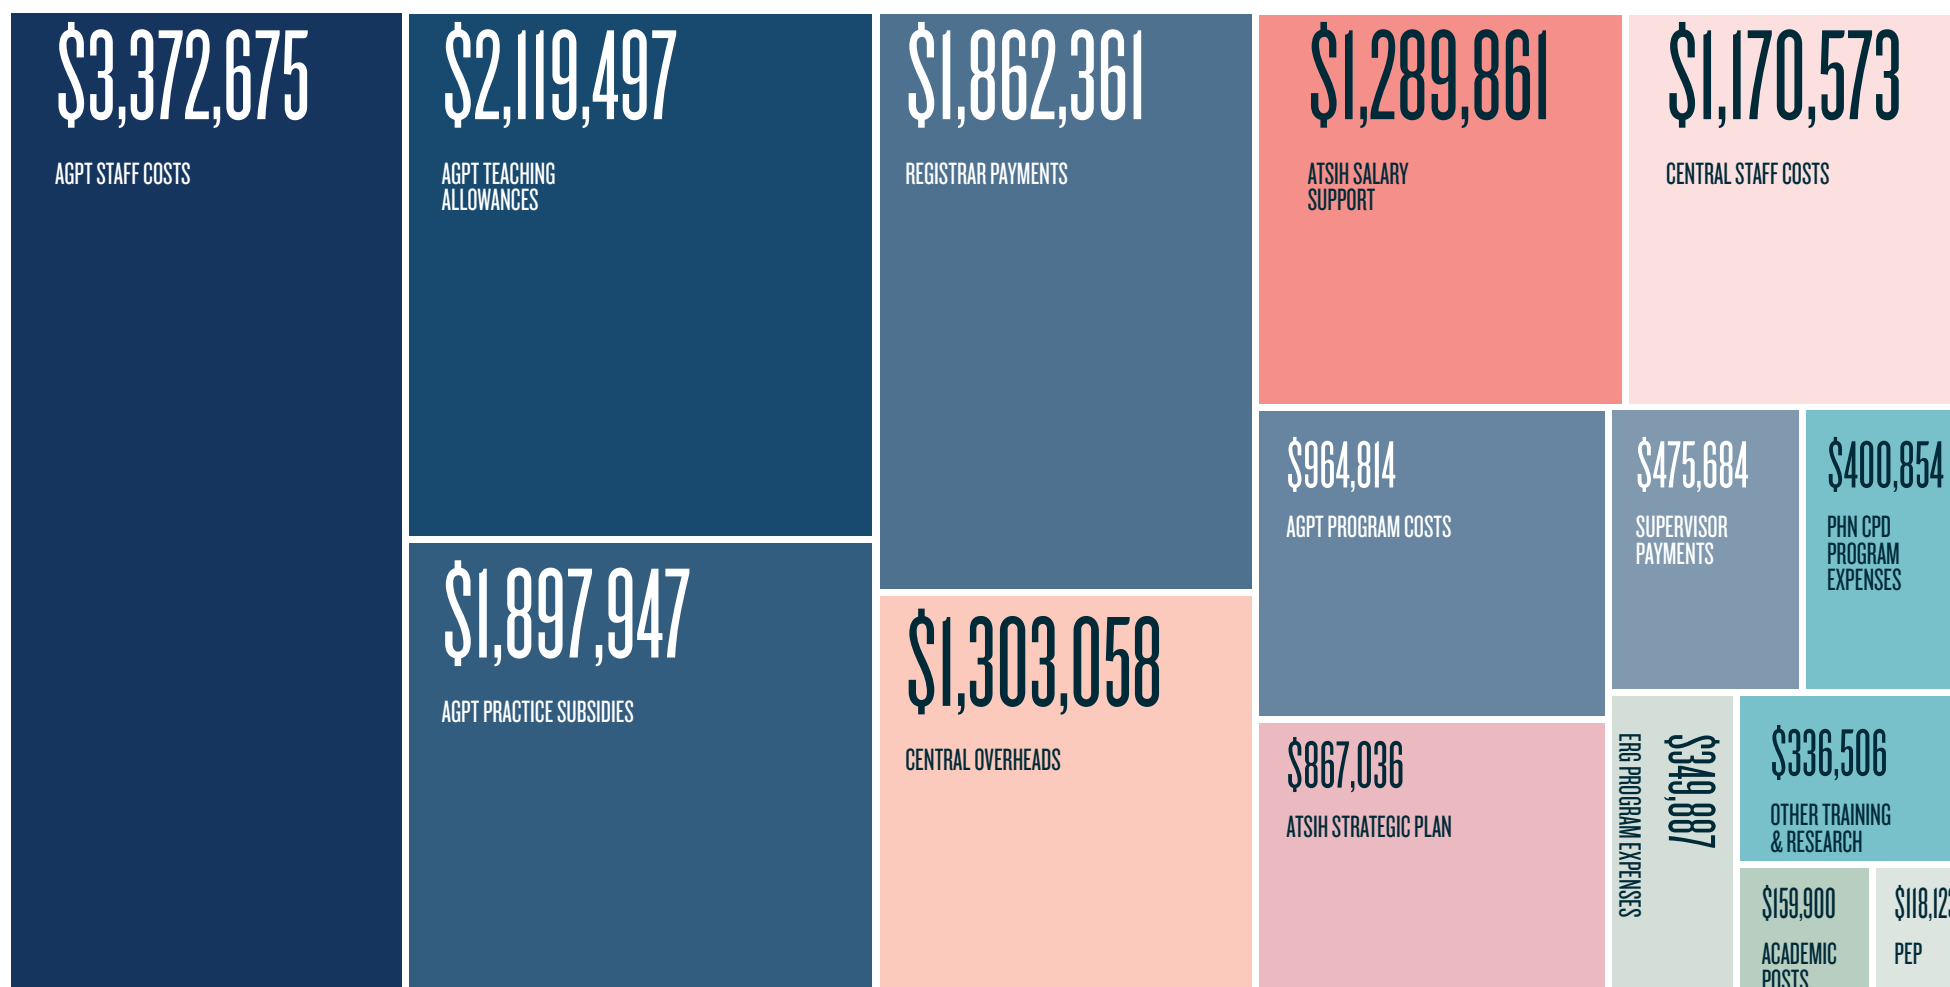 $3,372,675
AGPT STAFF COSTS
$2,119,497
AGPT TEACHING
ALLOWANCES
$1,897,947
AGPT PRACTICE SUBSIDIES
$1,862,361
REGISTRAR PAYMENTS
$1,303,058
CENTRAL OVERHEADS
$1,289,861
ATSIH SALARY
SUPPORT
$1,170,573
CENTRAL STAFF COSTS
$964,814
AGPT PROGRAM COSTS
$475,684
SUPERVISOR
PAYMENTS
$400,854
PHN CPD
PROGRAM
EXPENSES
$867,036
ATSIH STRATEGIC PLAN
$349,887
ERG PROGRAM EXPENSES
$336,506
OTHER TRAINING
& RESEARCH
$159,900
ACADEMIC
POSTS
PEP